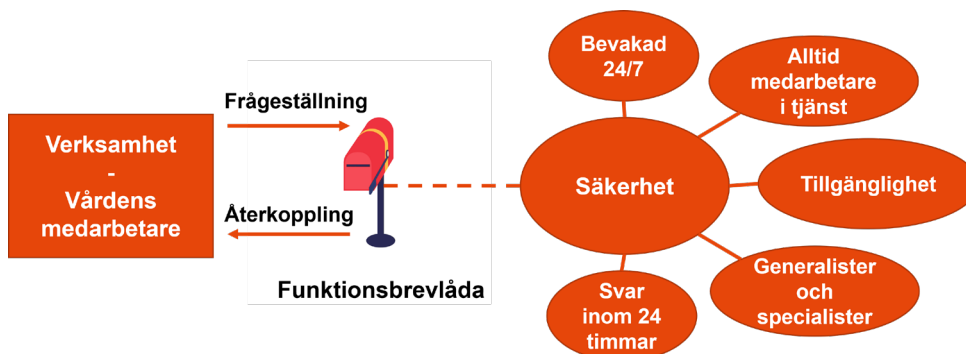 Verksamhet
-
Vårdens
medarbetare
Frågeställning
Återkoppling
Funktionsbrevlåda
Säkerhet
Bevakad
24/7
Alltid
medarbetare
i tjänst
Tillgänglighet
Generalister
och
specialister
Svar
inom 24
timmar